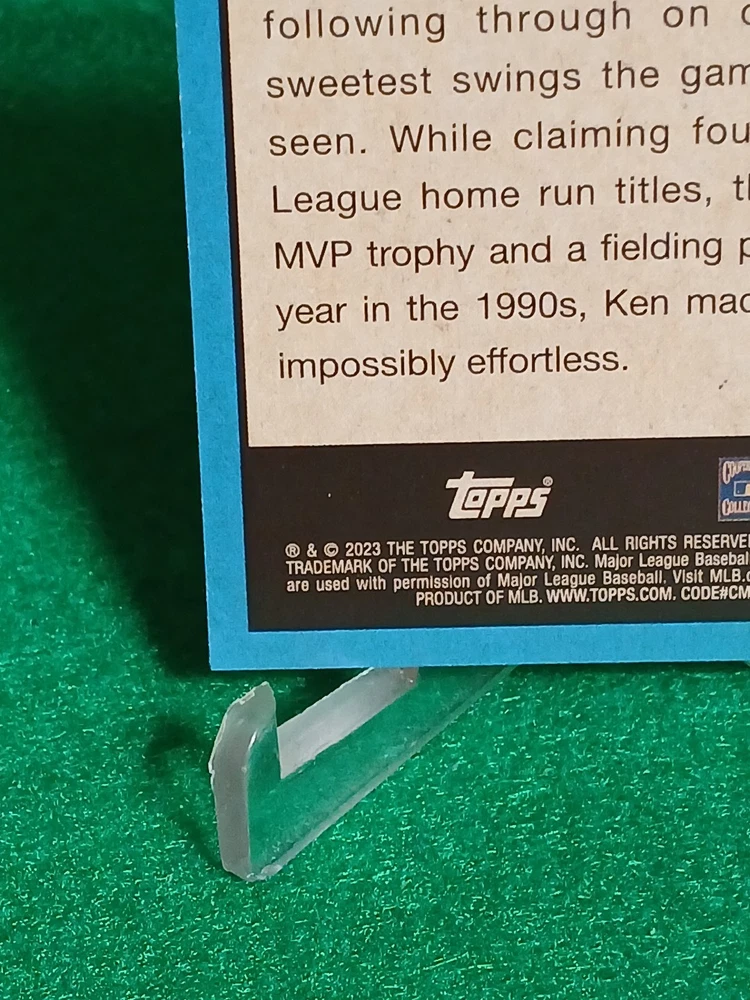 following through on
sweetest swings the gam
seen. While claiming fou
League home run titles, t
MVP trophy and a fielding p
year in the 1990s, Ken mad
impossibly effortless.
topps®
® & © 2023 THE TOPPS COMPANY, INC. ALL RIGHTS RESERVE
TRADEMARK OF THE TOPPS COMPANY, INC. Major League Basebal
are used with permission of Major League Baseball. Visit MLB.
PRODUCT OF MLB. WWW.TOPPS.COM. CODE#CM